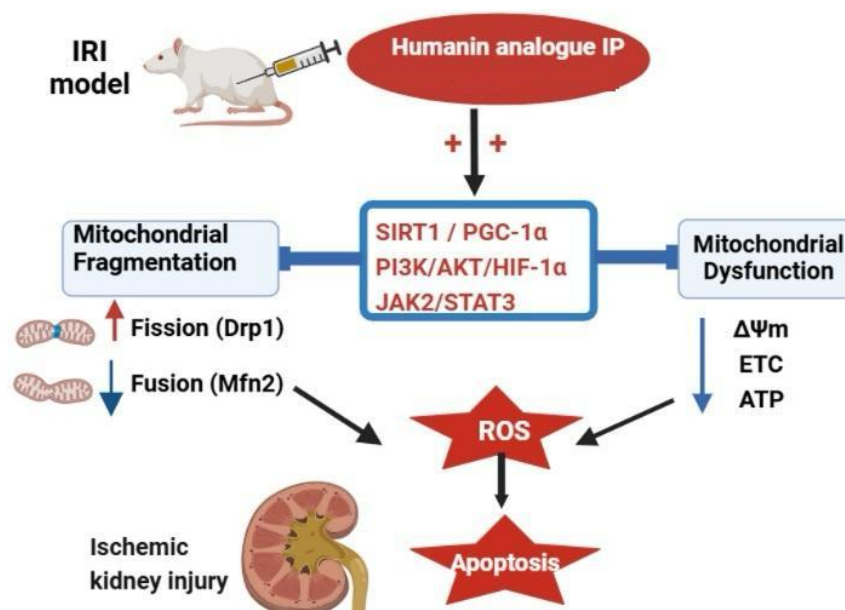 IRI
model
Humanin analogue IP
+ +
SIRT1 / PGC-1α
PI3K/AKT/HIF-1α
JAK2/STAT3
Mitochondrial
Fragmentation
Mitochondrial
Dysfunction
Fission (Drp1)
Fusion (Mfn2)
ΔΨm
ETC
ATP
ROS
Apoptosis
Ischemic
kidney injury